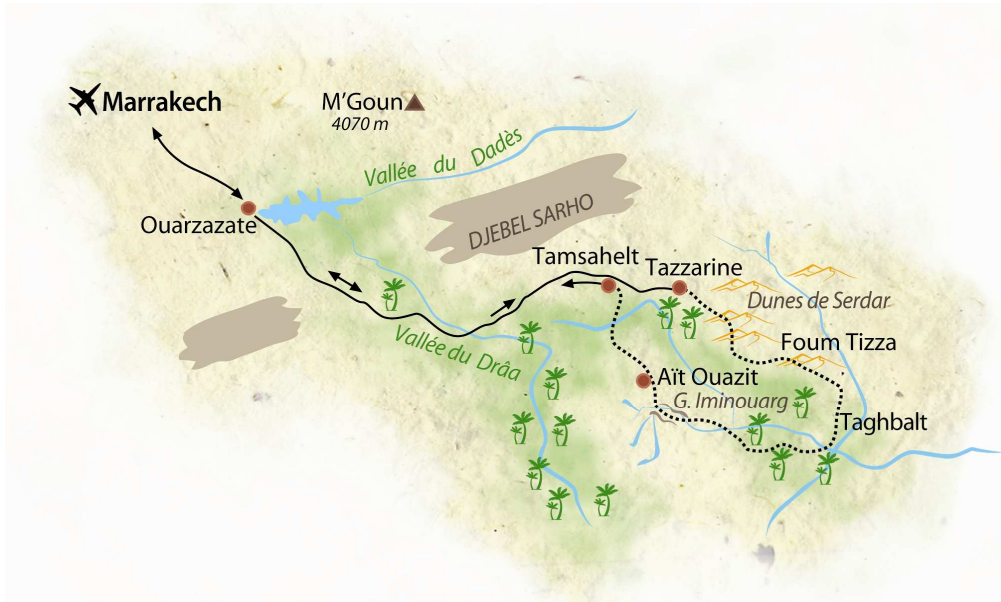 Marrakech
M'Goun
4070 m
Vallée du Dadès
Ouarzazate
DJEBEL SARHO
Tamsahelt
Tazzarine
Dunes de Serdar
Vallée du Drâa
Foum Tizza
Aït Ouazit
G. Iminouarg
Taghbalt